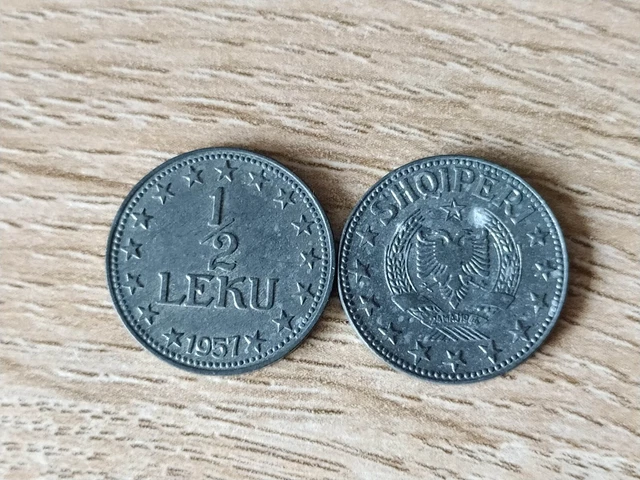 1/2
LEKU
1957
SHQIPERI